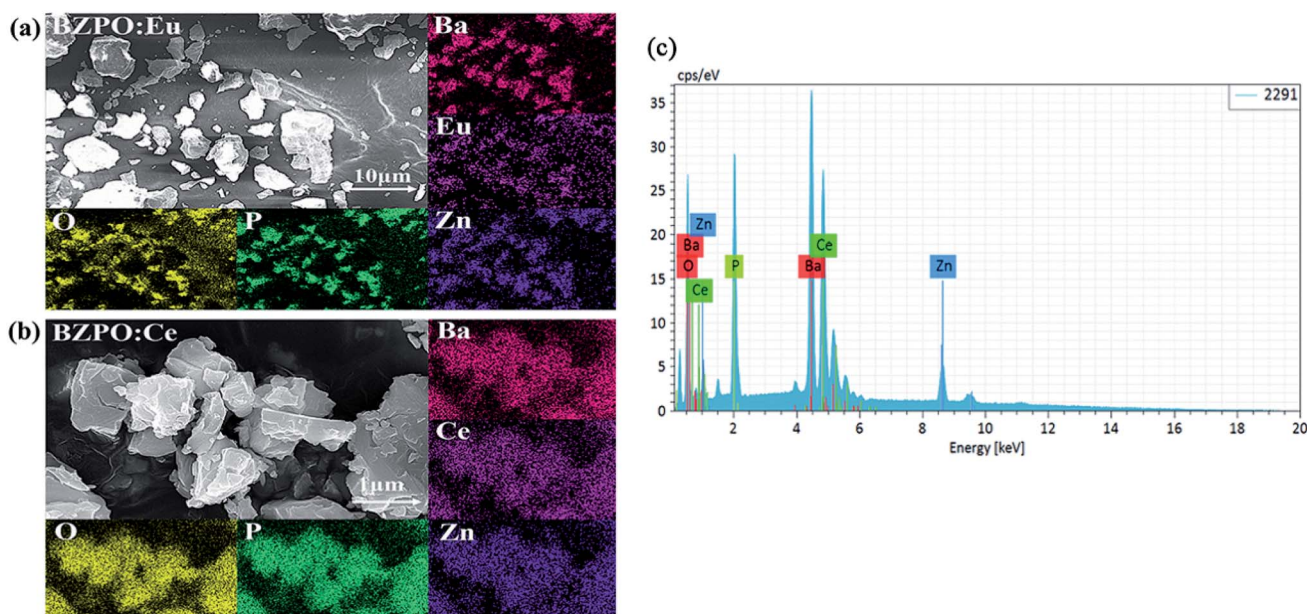 (a)
BZPO:Eu
10μm
Ba
Eu
O
P
Zn
(b)
BZPO:Ce
1μm
Ba
Ce
O
P
Zn
(c)
cps/eV
2291
35
30
25
20
15
10
5
0
Zn
Ba
O
Ce
P
Ce
Ba
Zn
2 4 6 8 10 12 14 16 18 20
Energy [keV]